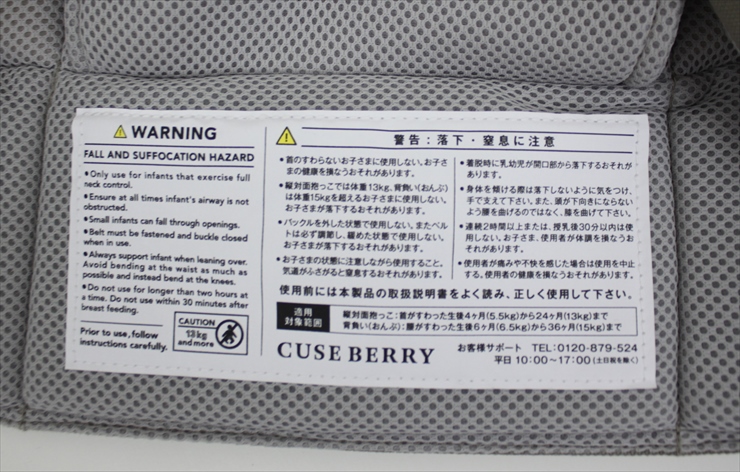 WARNING
FALL AND SUFFOCATION HAZARD
•Only use for infants that exercise full
neck control.
•Ensure at all times infant's airway is not
obstructed.
•Small infants can fall through openings.
•Belt must be fastened and buckle closed
when in use.
•Always support infant when leaning over.
Avoid bending at the waist as much as
possible and instead bend at the knees.
•Do not use for longer than two hours at
a time. Do not use within 30 minutes after
breast feeding.
Prior to use, follow
instructions carefully.
CAUTION
13kg
and more
警告：落下・窒息に注意
•首のすわらないお子さまに使用しない。お子さ
まの健康を損なうおそれがあります。
•縦対面抱っこでは体重13kg、背負い(おんぶ)
は体重15kgを超えるお子さまに使用しない。
お子さまが落下するおそれがあります。
•バックルを外した状態で使用しない。またベル
トは必ず調節し、緩めた状態で使用しない。
お子さまが落下するおそれがあります。
•お子さまの状態に注意しながら使用すること。
気道がふさがると窒息するおそれがあります。
•着脱時に乳幼児が開口部から落下するおそれが
あります。
•身体を傾ける際は落下しないように気をつけ、
手で支えて下さい。また、頭が下向きにならない
よう腰を曲げるのではなく、膝を曲げて下さい。
•連続2時間以上または、授乳後30分以内は使
用しない。お子さま、使用者が体調を損なうお
それがあります。
•使用者が痛みや不快を感じた場合は使用を中止
する。使用者の健康を損なうおそれがあります。
使用前には本製品の取扱説明書をよく読み、正しく使用して下さい。
適用
対象範囲
縦対面抱っこ：首がすわった生後4ヶ月(5.5kg)から24ヶ月(13kg)まで
背負い(おんぶ)：腰がすわった生後6ヶ月(6.5kg)から36ヶ月(15kg)まで
CUSE BERRY
お客様サポート TEL：0120-879-524
平日 10：00〜17：00 (土日祝を除く)